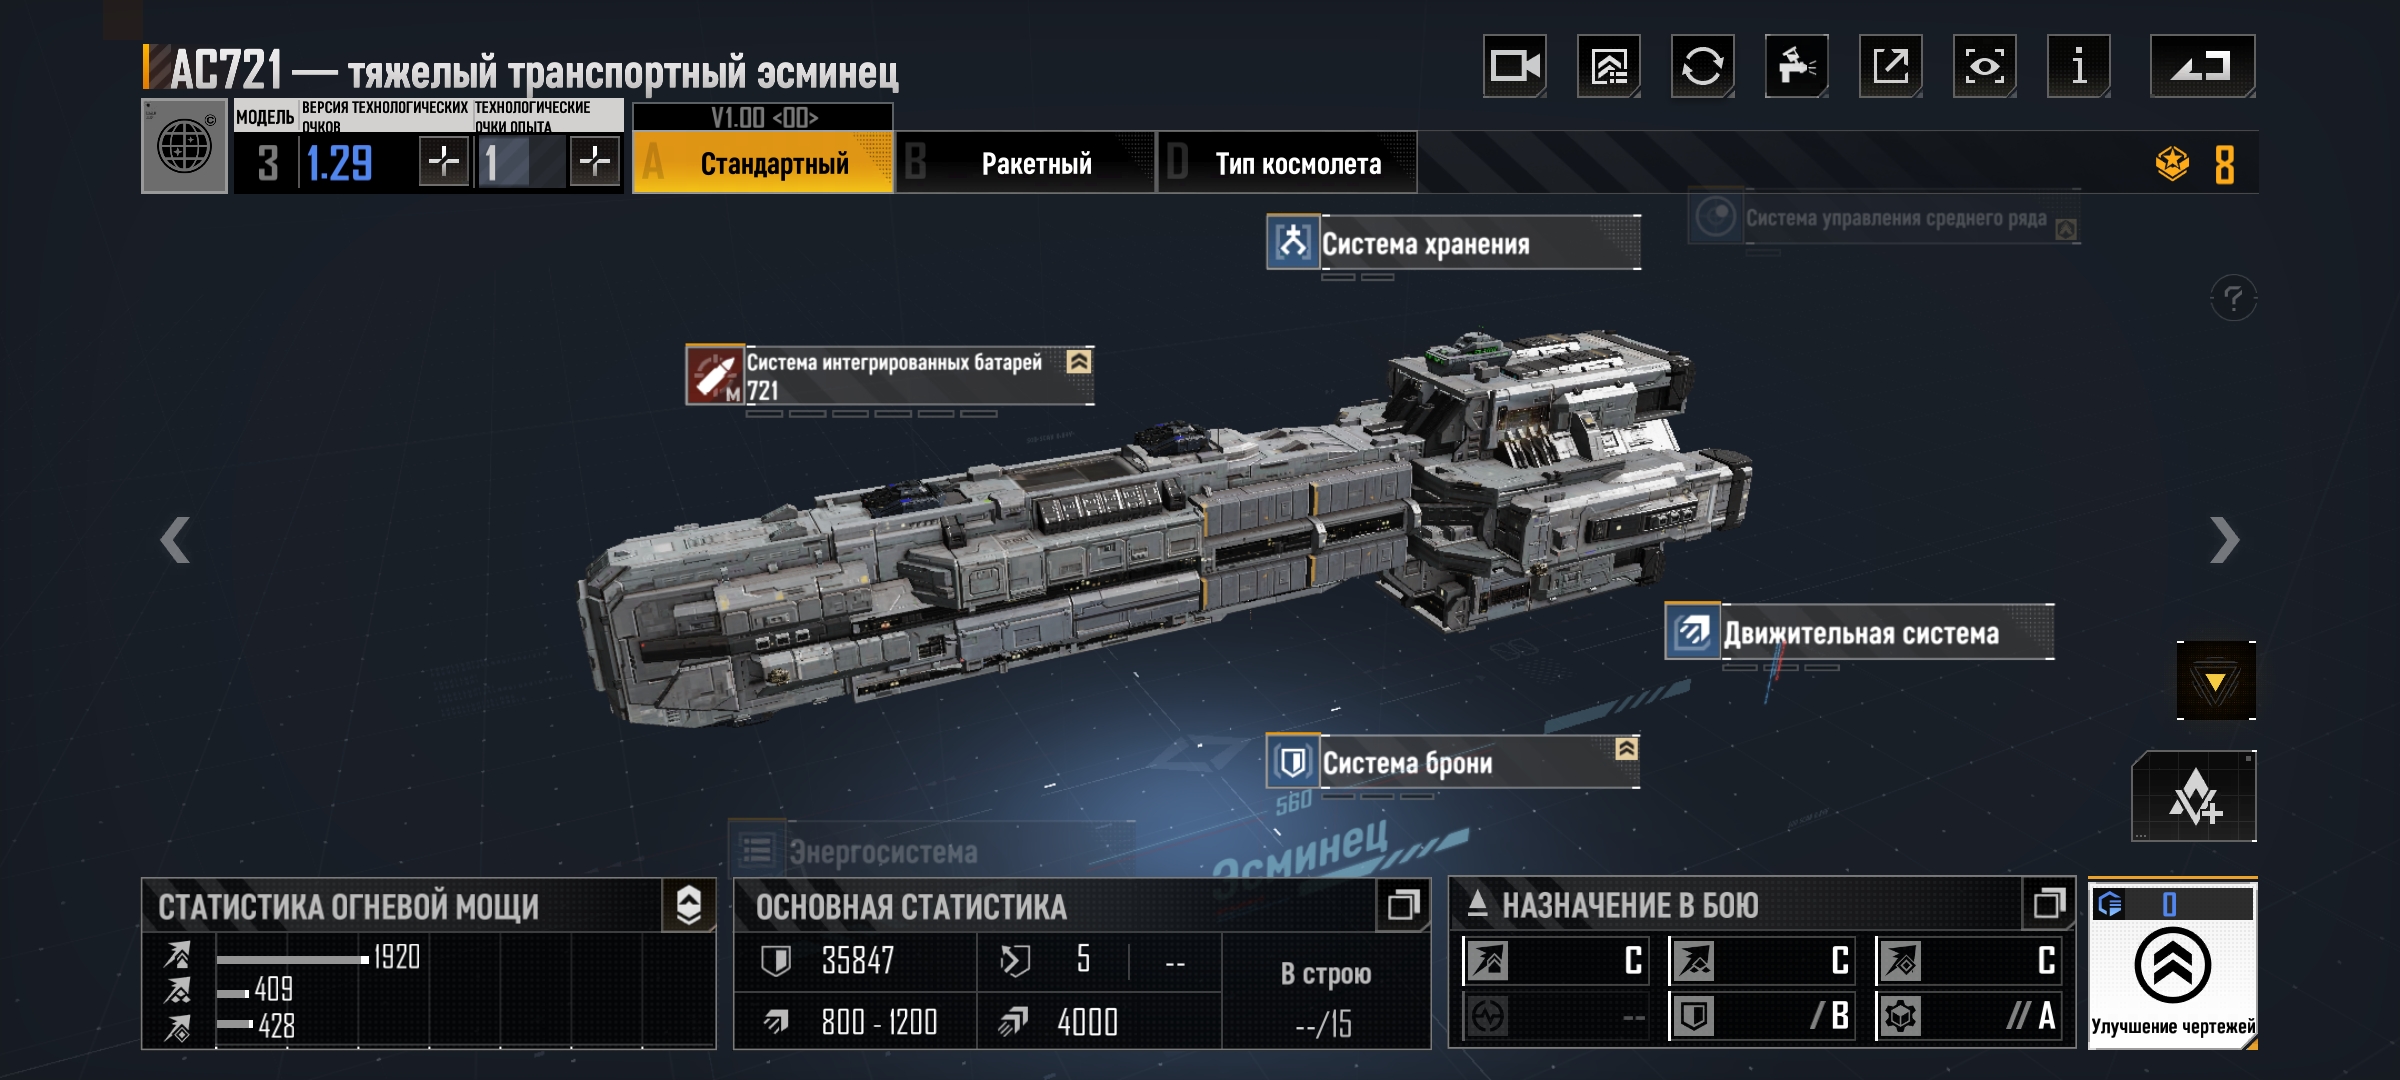 AC721 — тяжелый транспортный эсминец
МОДЕЛЬ
3
ВЕРСИЯ ТЕХНОЛОГИЧЕСКИХ
ОЧКОВ
1.29
ТЕХНОЛОГИЧЕСКИЕ
ОЧКИ ОПЫТА
1
V1.00 <00>
A Стандартный
B Ракетный
D Тип космолета
8
Система хранения
Система управления среднего ряда
Система интегрированных батарей
721
M
Движительная система
Система брони
560
Эсминец
Энергосистема
СТАТИСТИКА ОГНЕВОЙ МОЩИ
1920
409
428
ОСНОВНАЯ СТАТИСТИКА
35847
5
--
800 - 1200
4000
В строю
--/15
НАЗНАЧЕНИЕ В БОЮ
C
C
C
--
/ B
// A
0
Улучшение чертежей